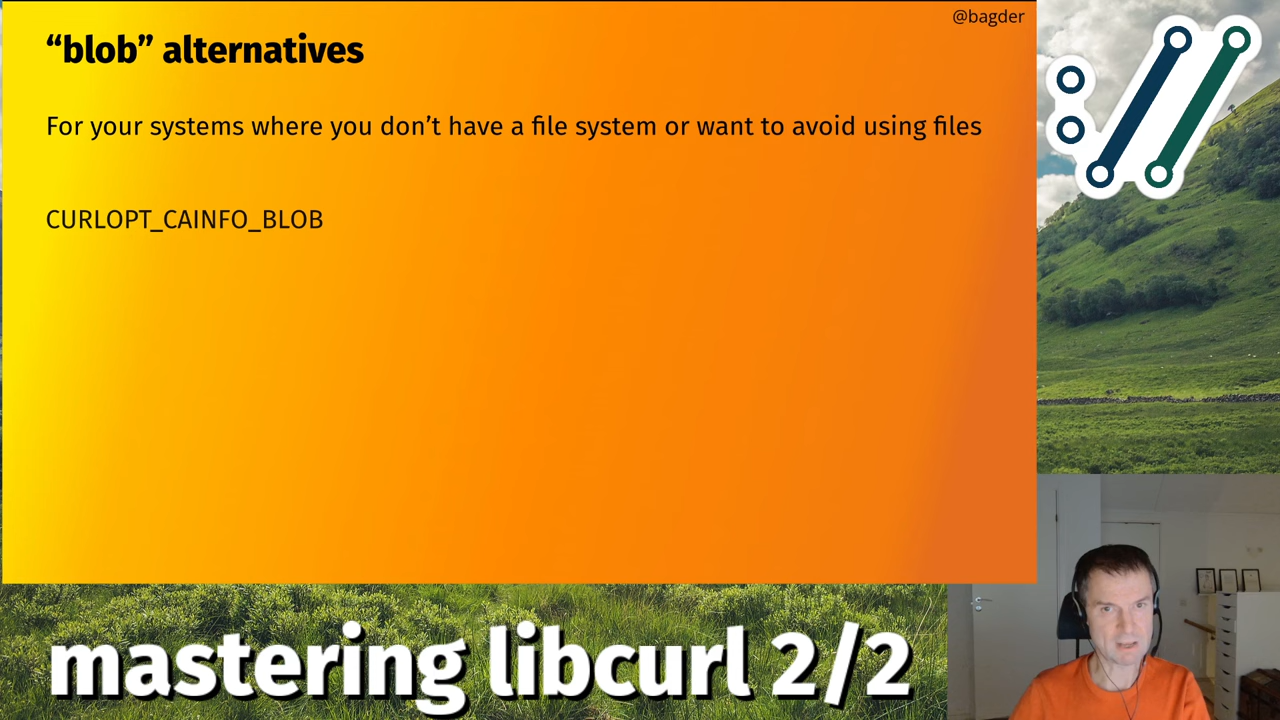 @bagder
“blob” alternatives
For your systems where you don’t have a file system or want to avoid using files
CURLOPT_CAINFO_BLOB
mastering libcurl 2/2